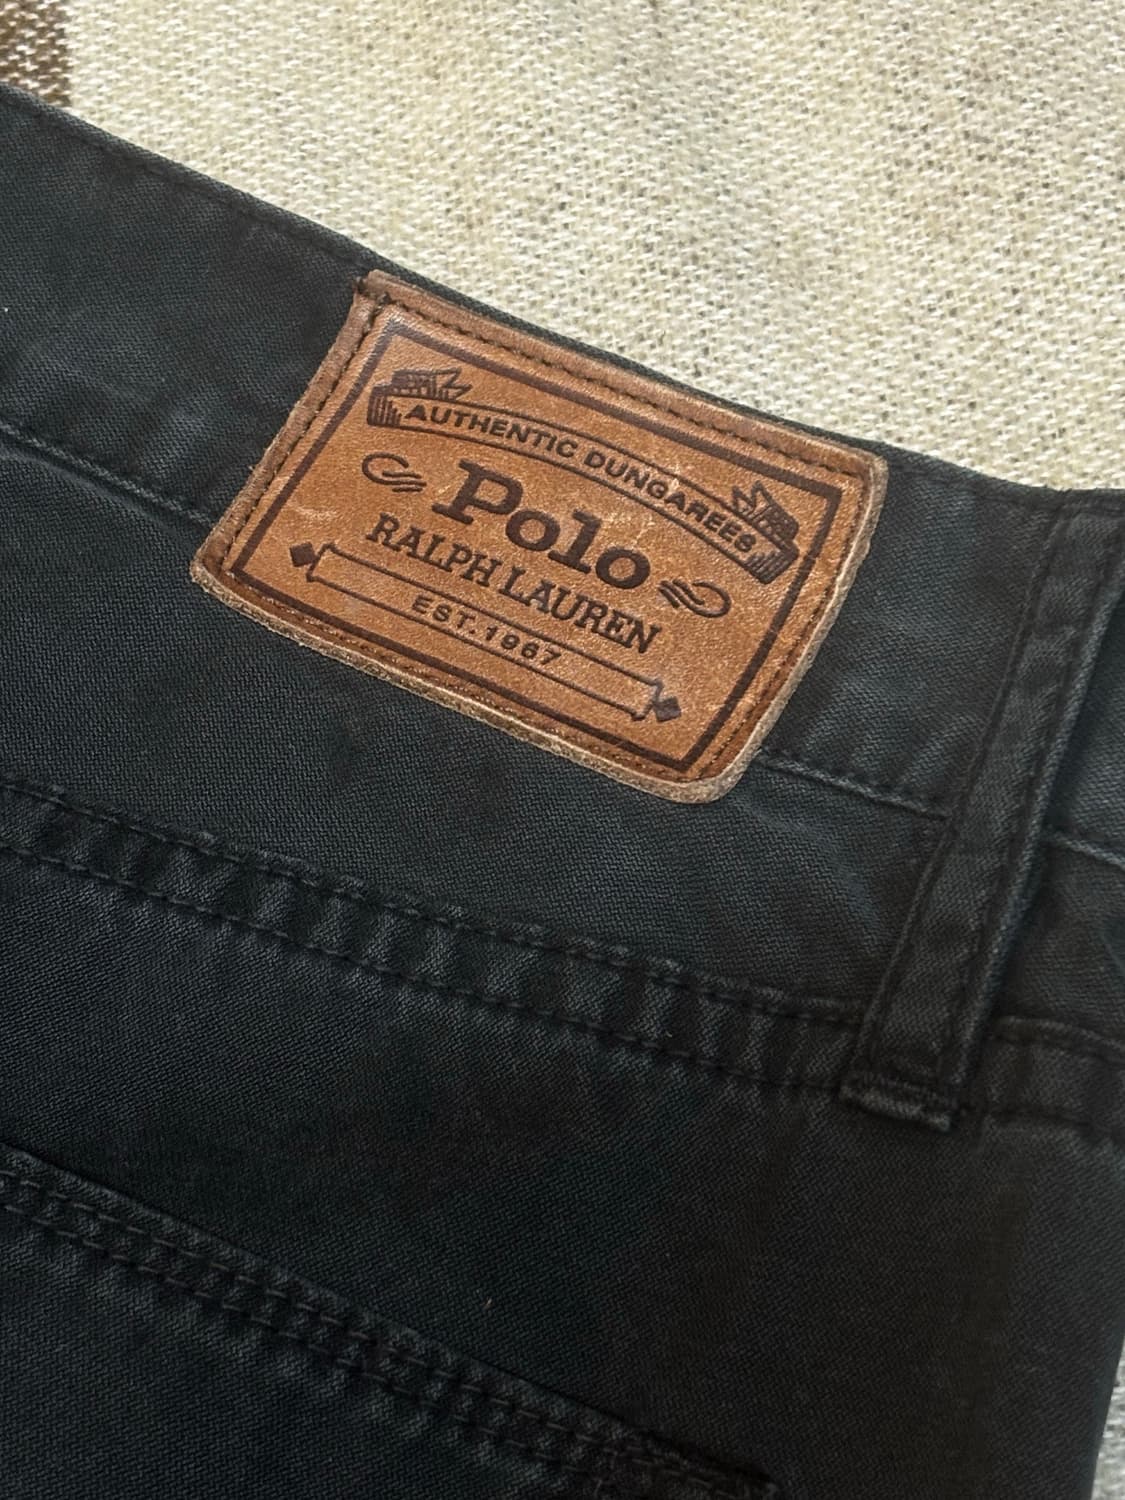 AUTHENTIC DUNGAREES
Polo
RALPH LAUREN
EST. 1967